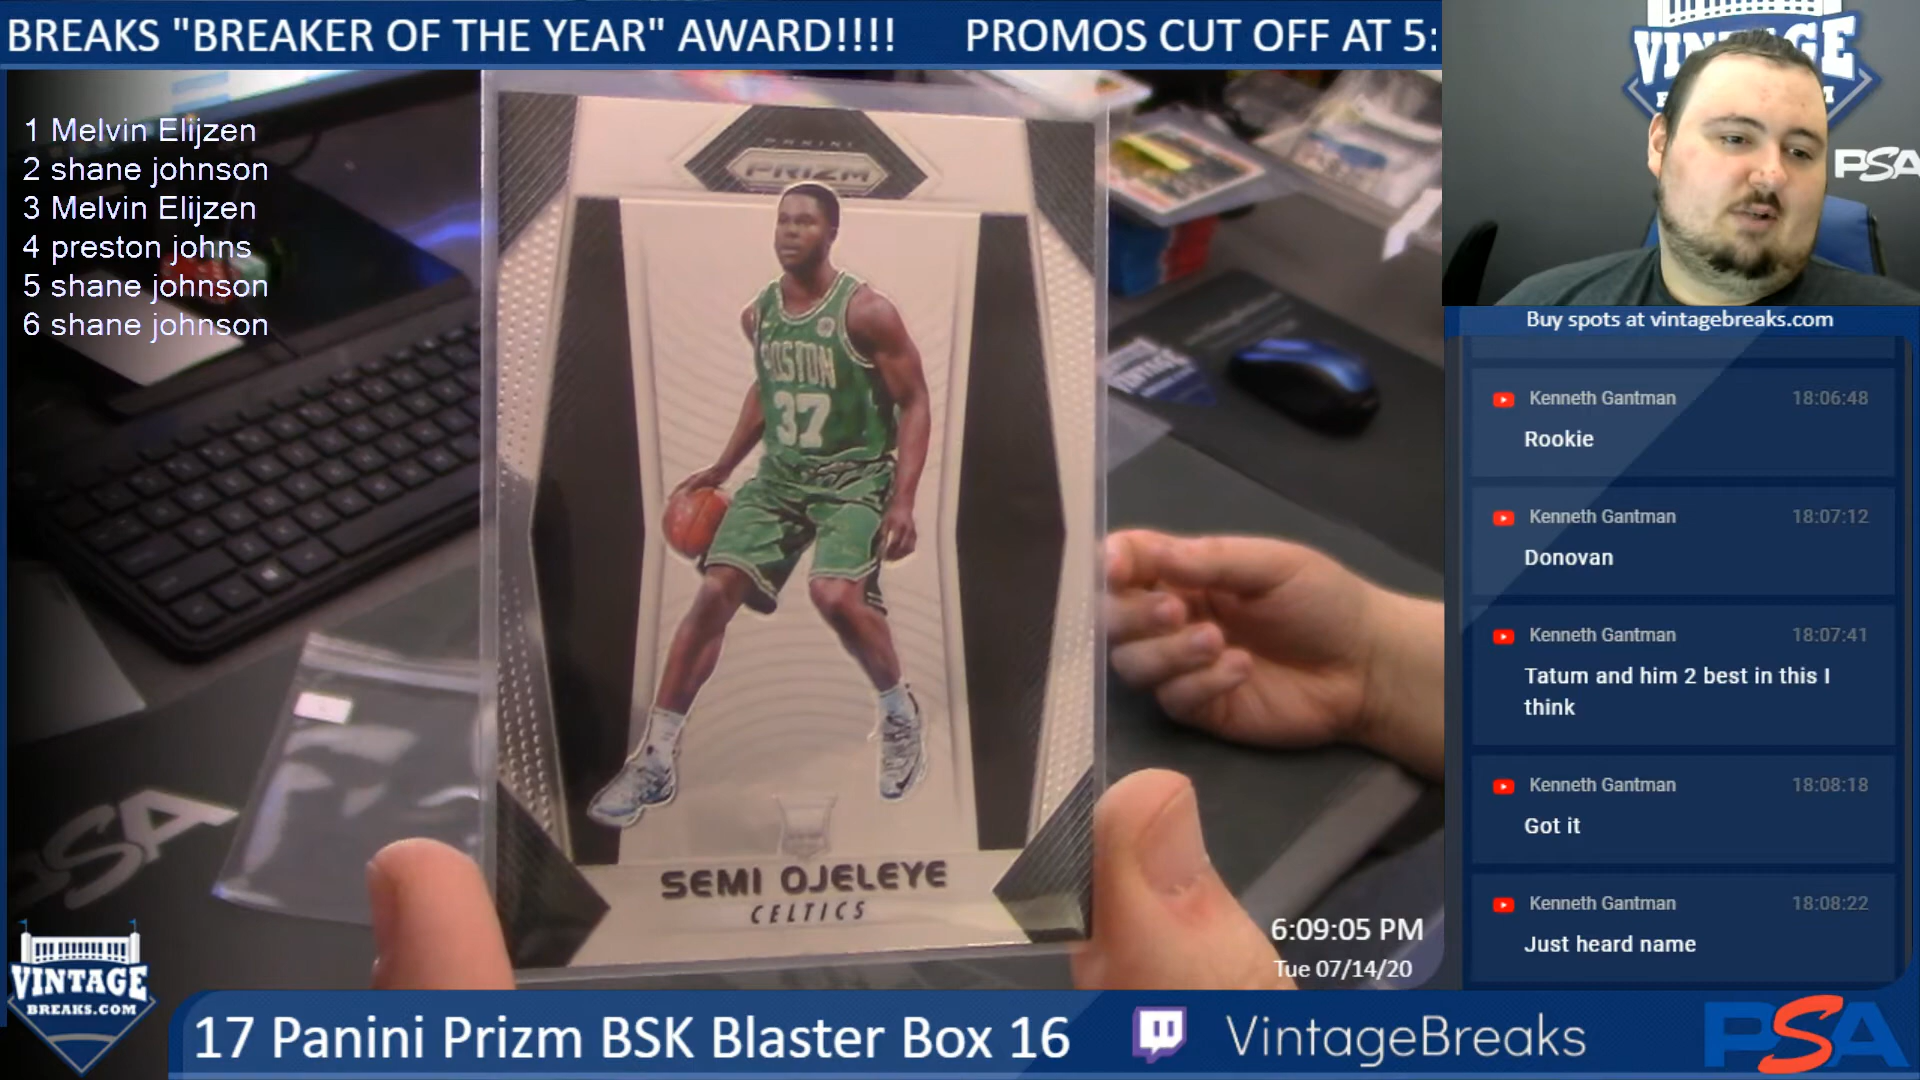 BREAKS "BREAKER OF THE YEAR" AWARD!!!! PROMOS CUT OFF AT 5:
1 Melvin Elijzen
2 shane johnson
3 Melvin Elijzen
4 preston johns
5 shane johnson
6 shane johnson
PANINI
PRIZM
BOSTON
37
SEMI OJELEYE
CELTICS
PSA
VINTAGE
PSA
Buy spots at vintagebreaks.com
Kenneth Gantman 18:06:48
Rookie
Kenneth Gantman 18:07:12
Donovan
Kenneth Gantman 18:07:41
Tatum and him 2 best in this I
think
Kenneth Gantman 18:08:18
Got it
Kenneth Gantman 18:08:22
Just heard name
6:09:05 PM
Tue 07/14/20
VINTAGE
BREAKS.COM
17 Panini Prizm BSK Blaster Box 16
VintageBreaks
PSA